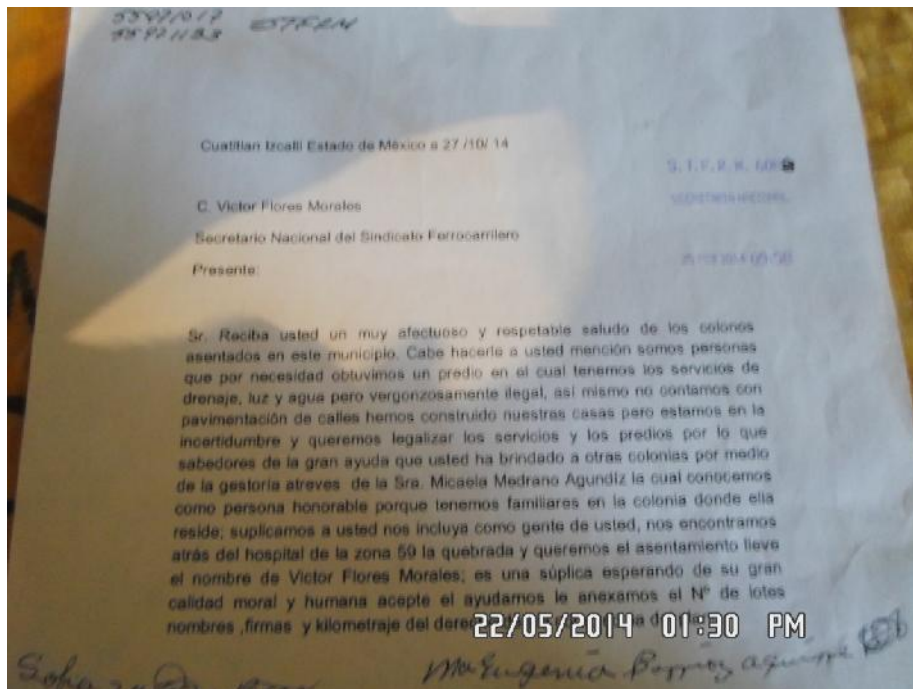 55971017
55971133 STFRM
Cuatitlan Izcalli Estado de México a 27 /10/ 14
S. T. F. R. M.
C. Victor Flores Morales
Secretario Nacional del Sindicato Ferrocarrilero
Presente:
Sr. Reciba usted un muy afectuoso y respetable saludo de los colonos
asentados en este municipio. Cabe hacerle a usted mención somos personas
que por necesidad obtuvimos un predio en el cual tenemos los servicios de
drenaje, luz y agua pero vergonzosamente ilegal, así mismo no contamos con
pavimentación de calles hemos construido nuestras casas pero estamos en la
incertidumbre y queremos legalizar los servicios y los predios por lo que
sabedores de la gran ayuda que usted ha brindado a otras colonias por medio
de la gestoria atreves de la Sra. Micaela Medrano Agundiz la cual conocemos
como persona honorable porque tenemos familiares en la colonia donde ella
reside; suplicamos a usted nos incluya como gente de usted, nos encontramos
atrás del hospital de la zona 59 la quebrada y queremos el asentamiento lleve
el nombre de Victor Flores Morales; es una súplica esperando de su gran
calidad moral y humana acepte el ayudarnos le anexamos el Nº de lotes
nombres ,firmas y kilometraje del
22/05/2014 01:30 PM
Ma Eugenia